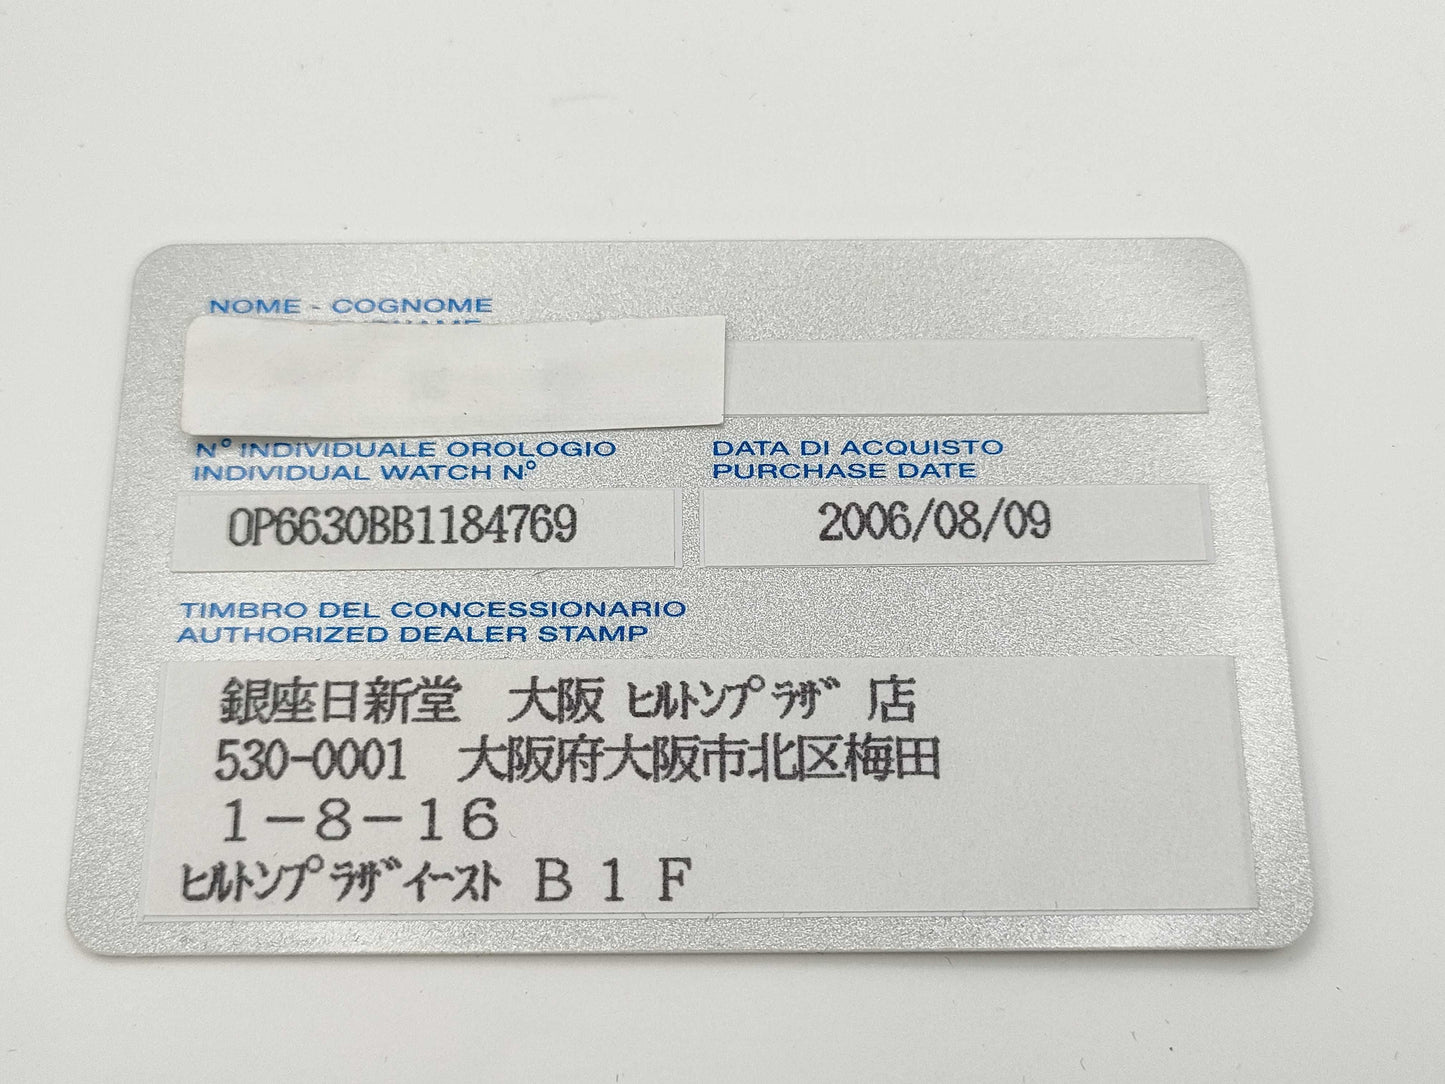 NOME - COGNOME
N° INDIVIDUALE OROLOGIO
INDIVIDUAL WATCH N°
DATA DI ACQUISTO
PURCHASE DATE
OP6630BB1184769
2006/08/09
TIMBRO DEL CONCESSIONARIO
AUTHORIZED DEALER STAMP
銀座日新堂　大阪 ﾋﾙﾄﾝﾌﾟﾗｻﾞ 店
530-0001　大阪府大阪市北区梅田
１－８－１６
ﾋﾙﾄﾝﾌﾟﾗｻﾞｲｰｽﾄ Ｂ１Ｆ